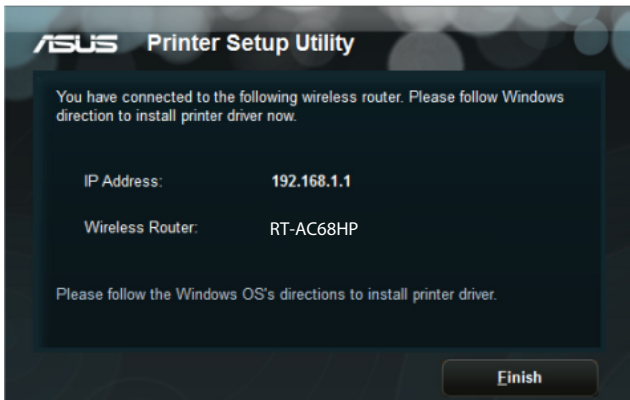 ASUS Printer Setup Utility
You have connected to the following wireless router. Please follow Windows
direction to install printer driver now.
IP Address: 192.168.1.1
Wireless Router: RT-AC68HP
Please follow the Windows OS's directions to install printer driver.
Finish